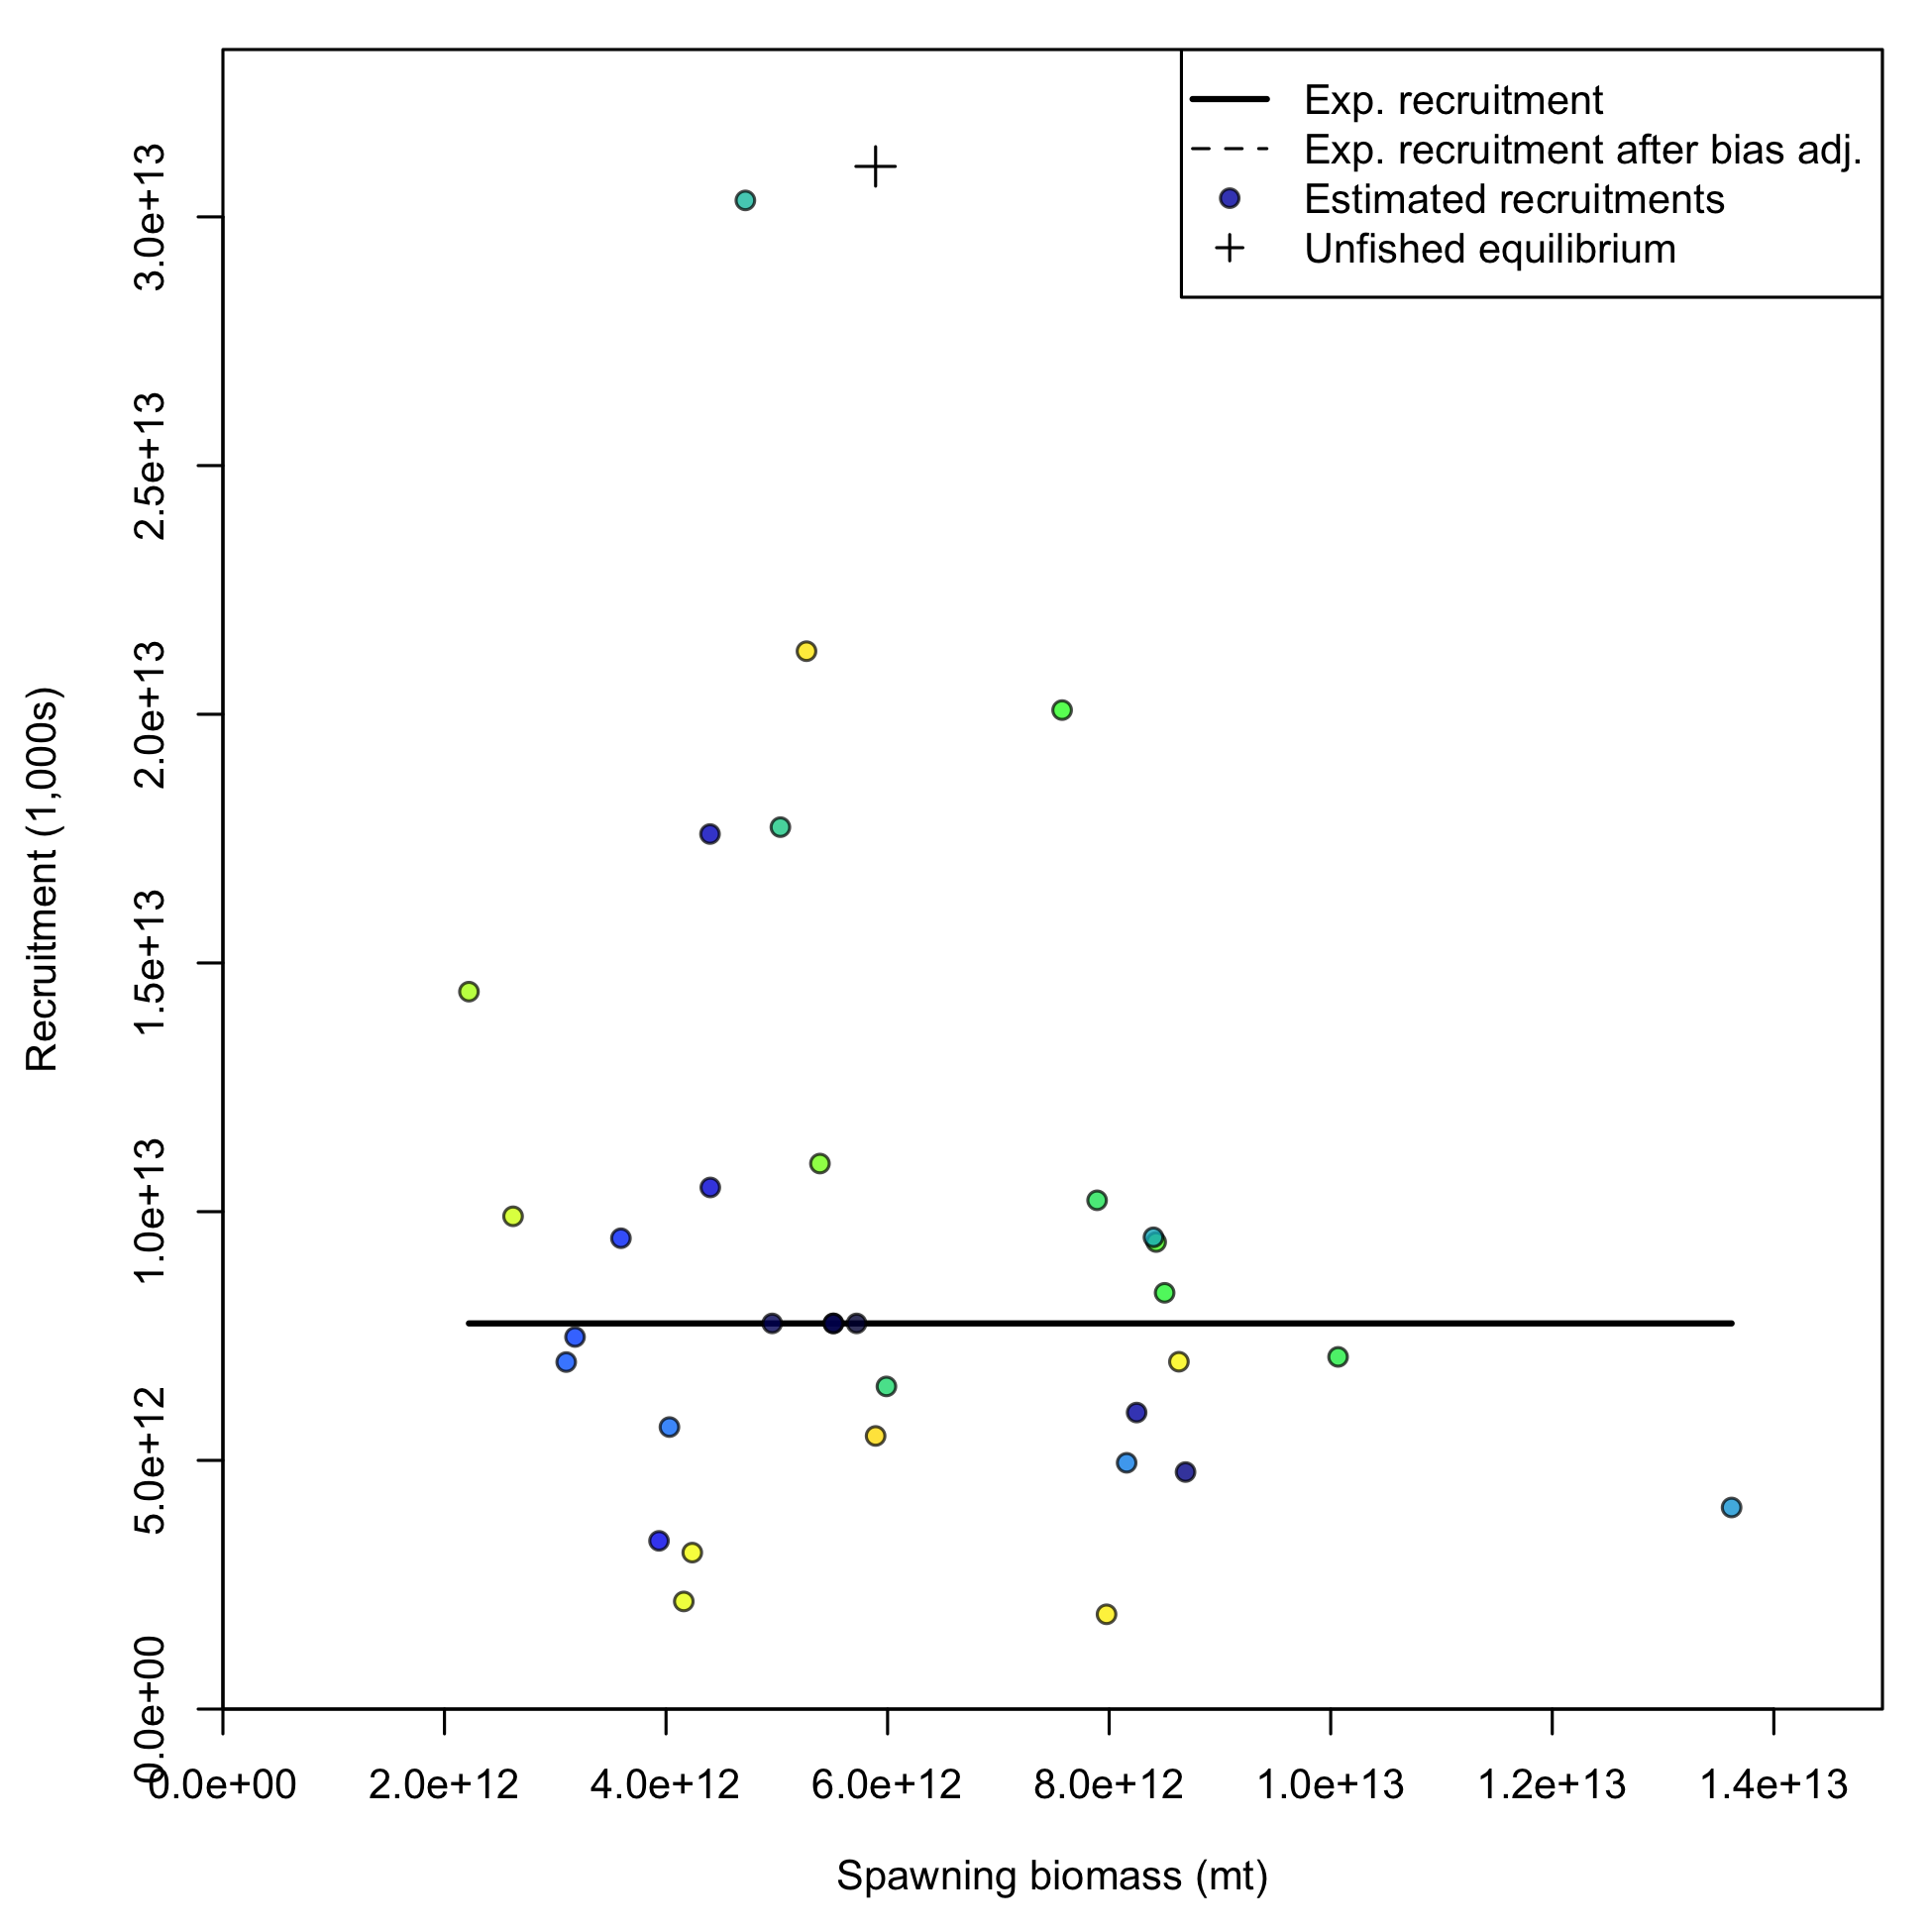 Exp. recruitment
Exp. recruitment after bias adj.
Estimated recruitments
Unfished equilibrium
Recruitment (1,000s)
3.0e+13
2.5e+13
2.0e+13
1.5e+13
1.0e+13
5.0e+12
0.0e+00
0.0e+00 2.0e+12 4.0e+12 6.0e+12 8.0e+12 1.0e+13 1.2e+13 1.4e+13
Spawning biomass (mt)